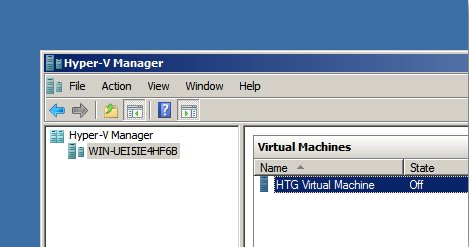 Hyper-V Manager
File Action View Window Help
Hyper-V Manager
WIN-UEI5IE4HF6B
Virtual Machines
Name State
HTG Virtual Machine Off